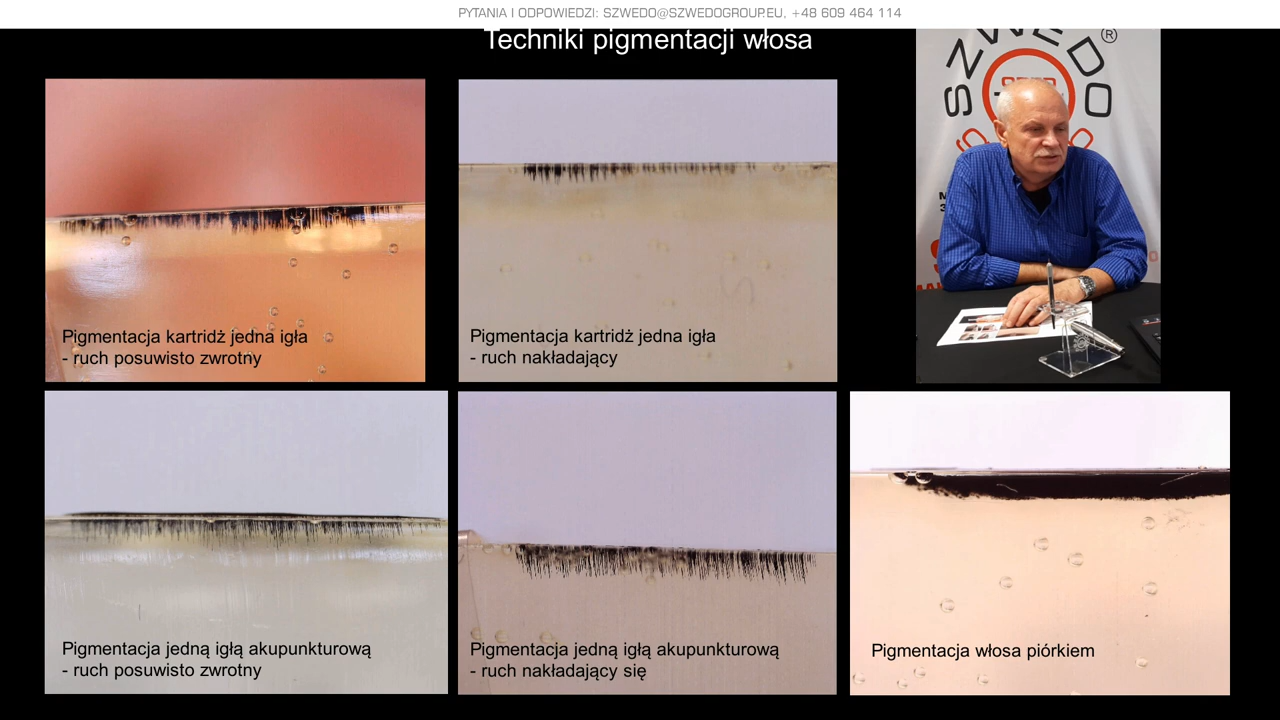 PYTANIA I ODPOWIEDZI: SZWEDO@SZWEDOGROUP.EU, +48 609 464 114
Techniki pigmentacji włosa
SZWEDO®
Pigmentacja kartridż jedna igła
- ruch posuwisto zwrotny
Pigmentacja kartridż jedna igła
- ruch nakładający
Pigmentacja jedną igłą akupunkturową
- ruch posuwisto zwrotny
Pigmentacja jedną igłą akupunkturową
- ruch nakładający się
Pigmentacja włosa piórkiem